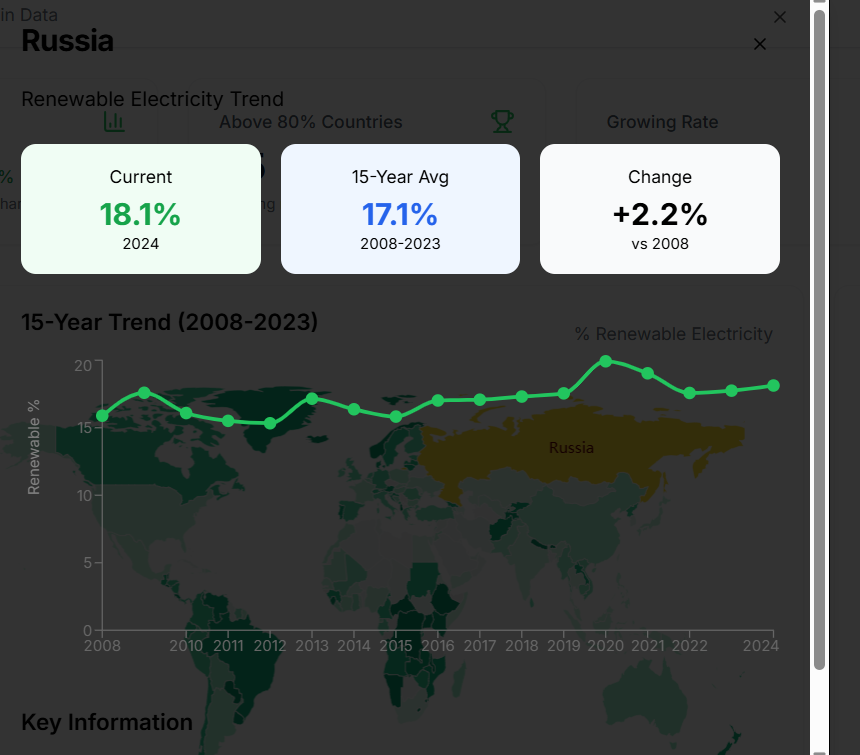 in Data
Russia
Renewable Electricity Trend
Above 80% Countries
Growing Rate
%
Current
18.1%
2024
15-Year Avg
17.1%
2008-2023
Change
+2.2%
vs 2008
15-Year Trend (2008-2023)
% Renewable Electricity
Renewable %
20
15
10
5
0
Russia
2008 2010 2011 2012 2013 2014 2015 2016 2017 2018 2019 2020 2021 2022 2024
Key Information